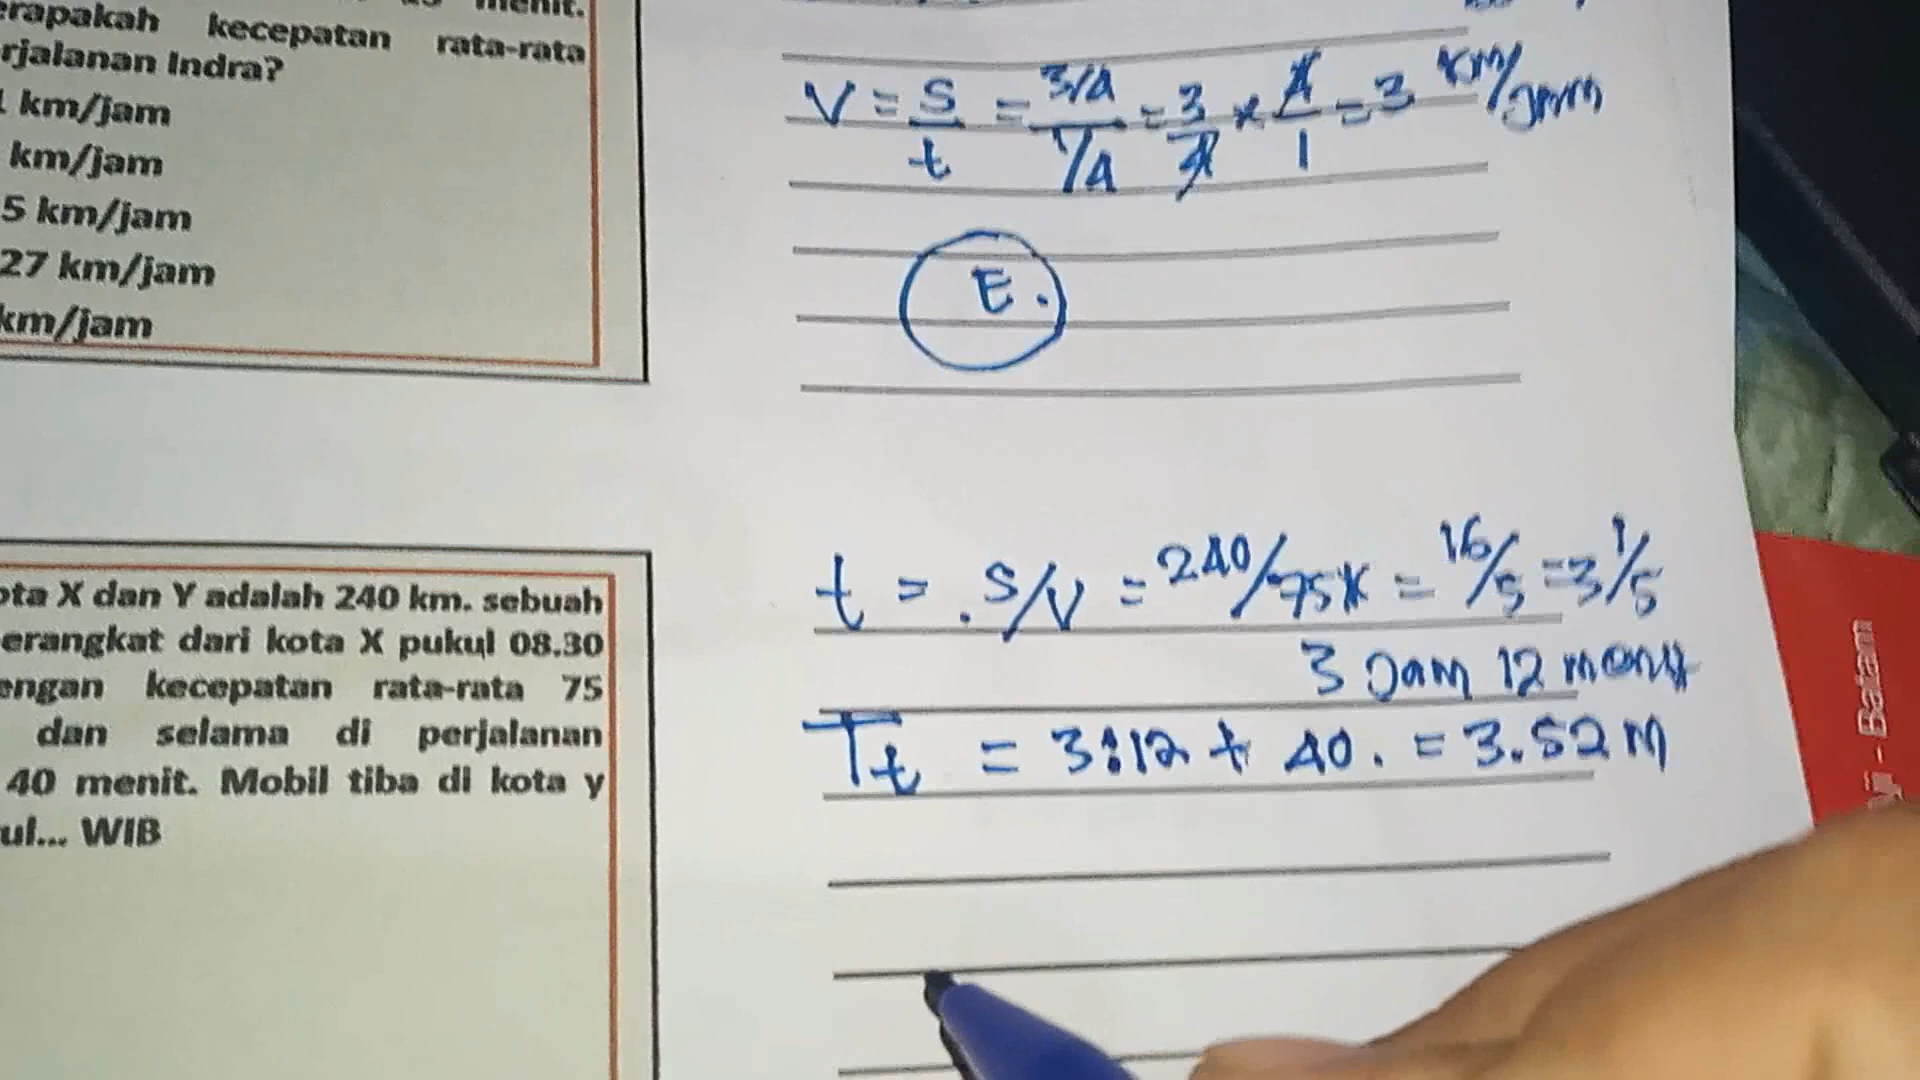 menit.
erapakah kecepatan rata-rata
rjalanan Indra?
km/jam
km/jam
5 km/jam
27 km/jam
km/jam
V = S/t = 3/4 / 1/4 = 3/4 × 4/1 = 3 km/jam
E.
ota X dan Y adalah 240 km. sebuah
erangkat dari kota X pukul 08.30
engan kecepatan rata-rata 75
dan selama di perjalanan
40 menit. Mobil tiba di kota y
ul... WIB
t = . S/V = 240/75 = 16/5 = 3 1/5
3 Jam 12 menit
Tt = 3:12 + 40. = 3.52 M
- Batam